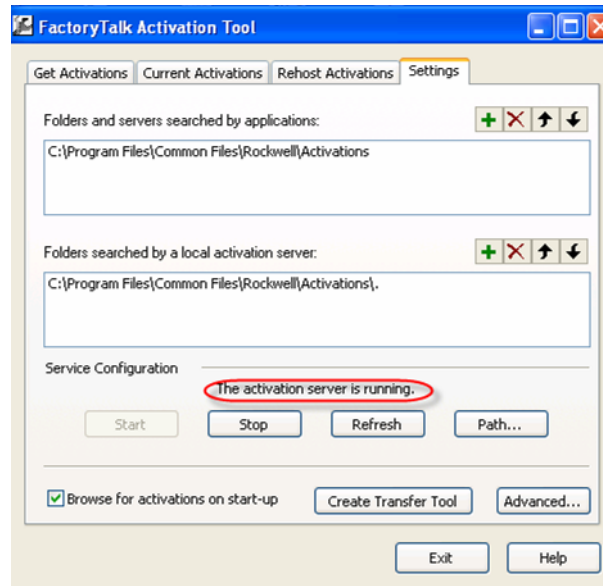 FactoryTalk Activation Tool
Get Activations Current Activations Rehost Activations Settings
Folders and servers searched by applications:
C:\Program Files\Common Files\Rockwell\Activations
Folders searched by a local activation server:
C:\Program Files\Common Files\Rockwell\Activations\.
Service Configuration
The activation server is running.
Start Stop Refresh Path...
Browse for activations on start-up Create Transfer Tool Advanced...
Exit Help